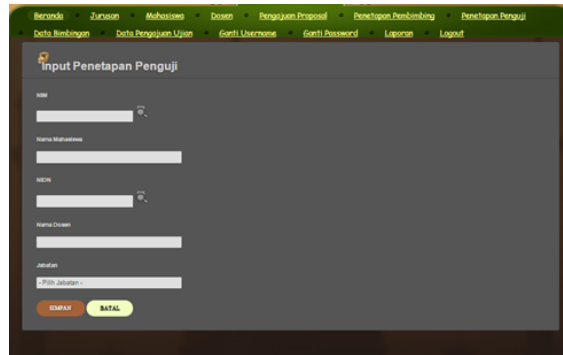 Beranda Jurusan Mahasiswa Dosen Pengajuan Proposal Penetapan Pembimbing Penetapan Penguji
Data Bimbingan Data Pengajuan Ujian Ganti Username Ganti Password Laporan Logout
Input Penetapan Penguji
NIM
Nama Mahasiswa
NIDN
Nama Dosen
Jabatan
- Pilih Jabatan -
SIMPAN BATAL